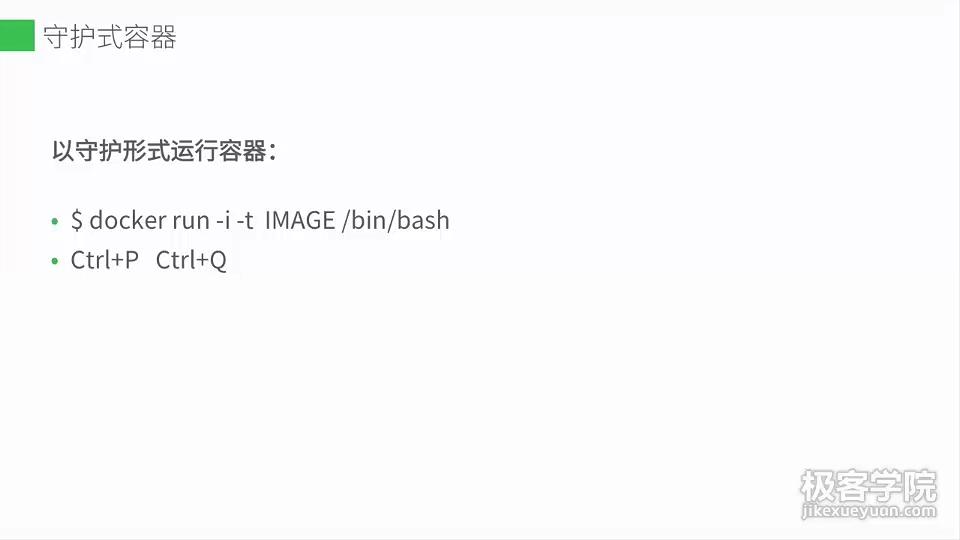 守护式容器
以守护形式运行容器：
• $ docker run -i -t IMAGE /bin/bash
• Ctrl+P Ctrl+Q
极客学院
jikexueyuan.com